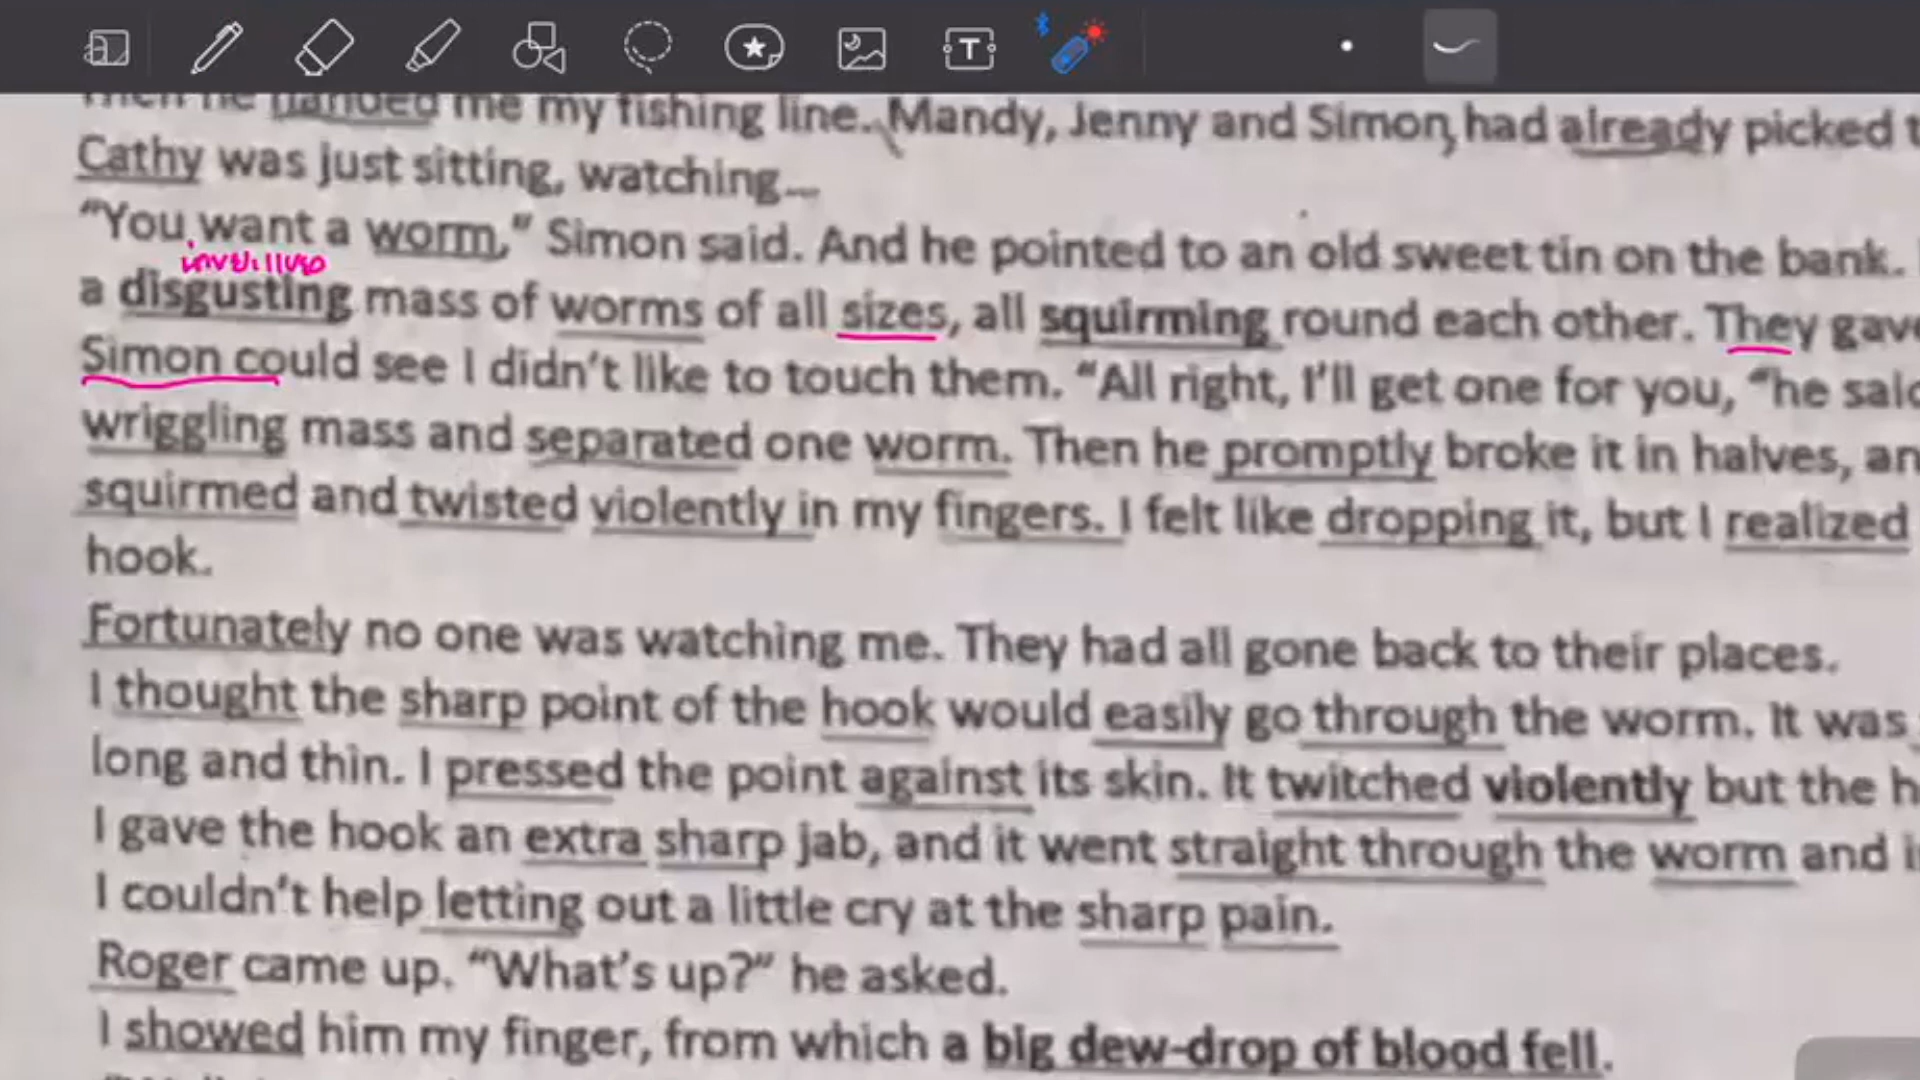 Then he handed me my fishing line. Mandy, Jenny and Simon, had already picked
Cathy was just sitting, watching...
“You want a worm,” Simon said. And he pointed to an old sweet tin on the bank.
a disgusting mass of worms of all sizes, all squirming round each other. They gave
Simon could see I didn’t like to touch them. “All right, I’ll get one for you, “he said
wriggling mass and separated one worm. Then he promptly broke it in halves, an
squirmed and twisted violently in my fingers. I felt like dropping it, but I realized
hook.
Fortunately no one was watching me. They had all gone back to their places.
I thought the sharp point of the hook would easily go through the worm. It was
long and thin. I pressed the point against its skin. It twitched violently but the h
I gave the hook an extra sharp jab, and it went straight through the worm and i
I couldn’t help letting out a little cry at the sharp pain.
Roger came up. “What’s up?” he asked.
I showed him my finger, from which a big dew-drop of blood fell.